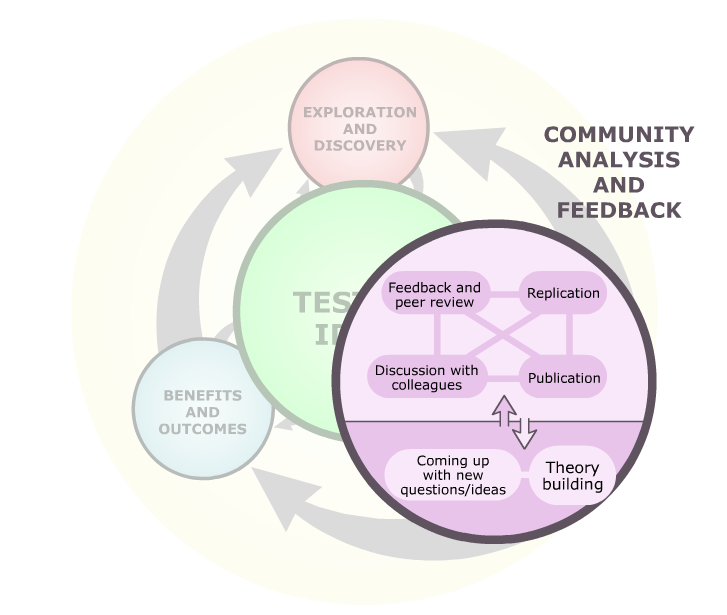 EXPLORATION
AND
DISCOVERY
COMMUNITY
ANALYSIS
AND
FEEDBACK
Feedback and
peer review
Replication
Discussion with
colleagues
Publication
BENEFITS
AND
OUTCOMES
Coming up
with new
questions/ideas
Theory
building